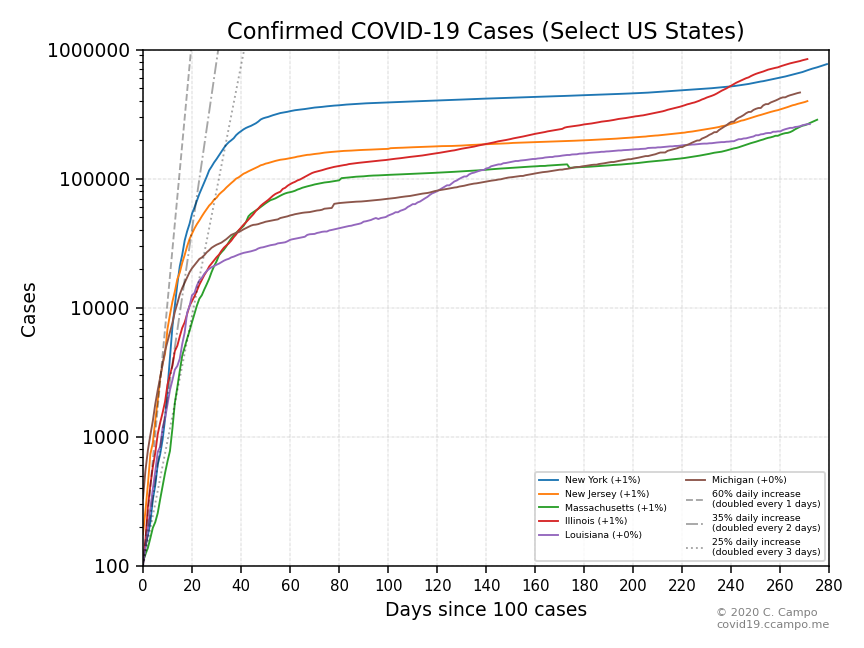 Confirmed COVID-19 Cases (Select US States)
1000000
100000
10000
1000
100
Cases
0 20 40 60 80 100 120 140 160 180 200 220 240 260 280
Days since 100 cases
New York (+1%)
New Jersey (+1%)
Massachusetts (+1%)
Illinois (+1%)
Louisiana (+0%)
Michigan (+0%)
60% daily increase
(doubled every 1 days)
35% daily increase
(doubled every 2 days)
25% daily increase
(doubled every 3 days)
© 2020 C. Campo
covid19.ccampo.me